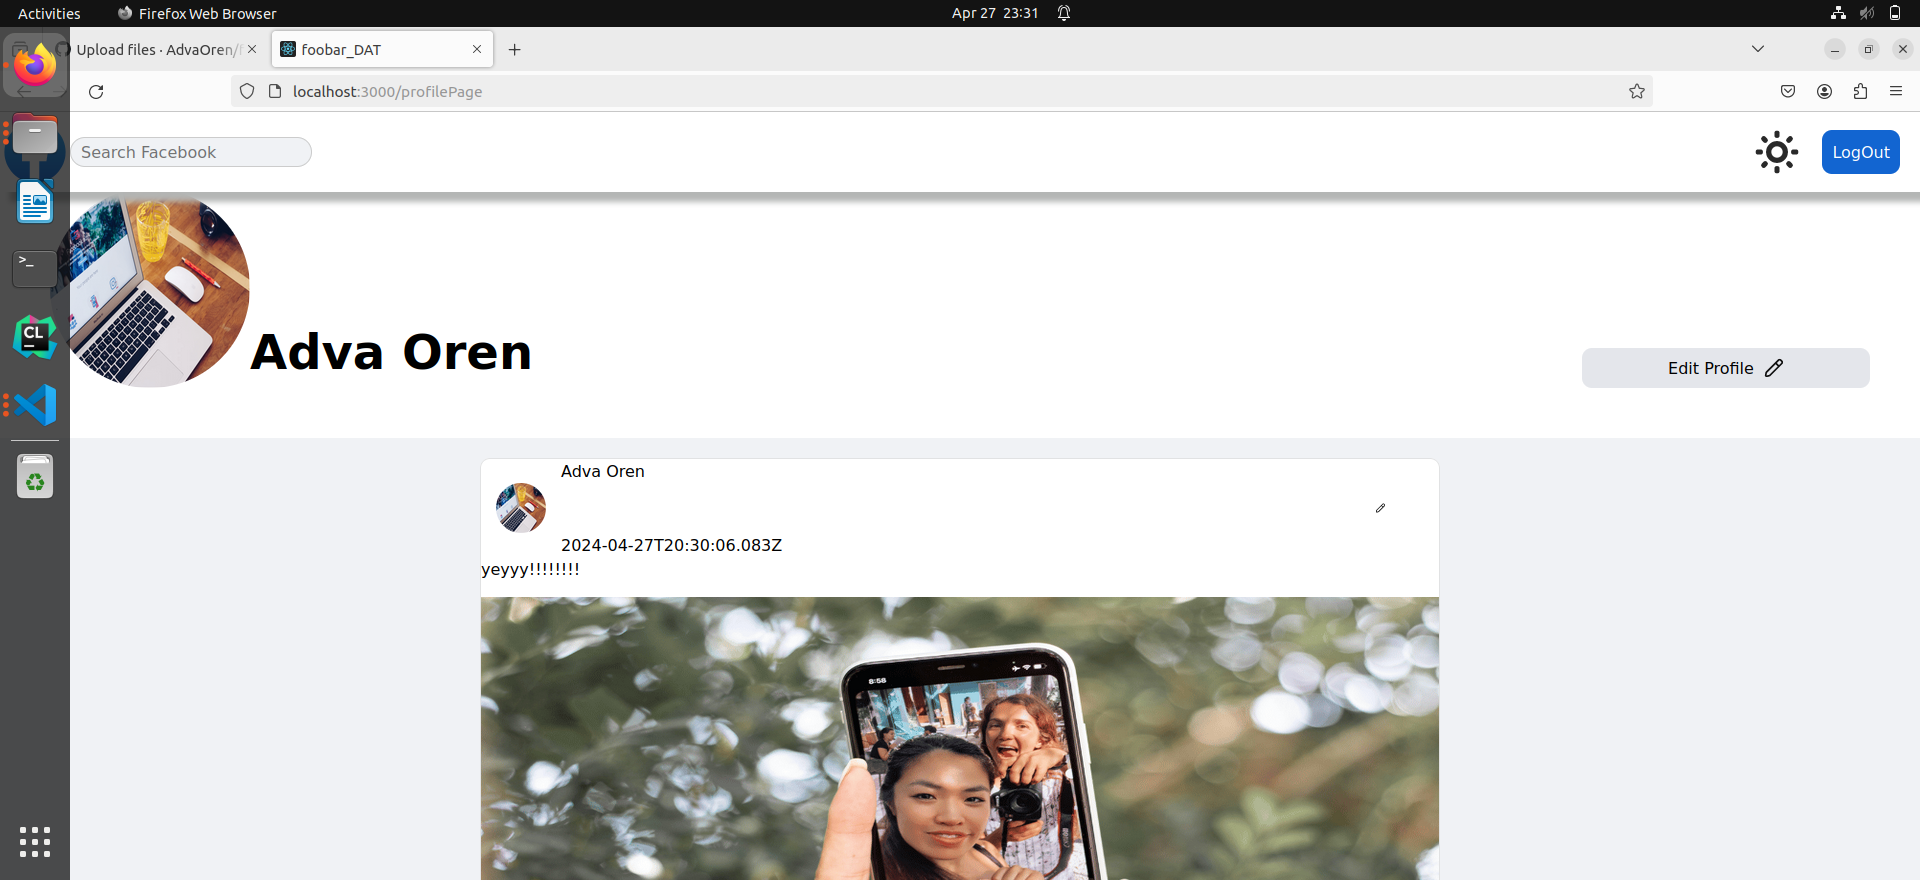 Activities
Firefox Web Browser
Apr 27 23:31
Upload files · AdvaOren/f
foobar_DAT
localhost:3000/profilePage
Search Facebook
LogOut
>_
CL
Adva Oren
Edit Profile
Adva Oren
2024-04-27T20:30:06.083Z
yeyyy!!!!!!!!
8:58